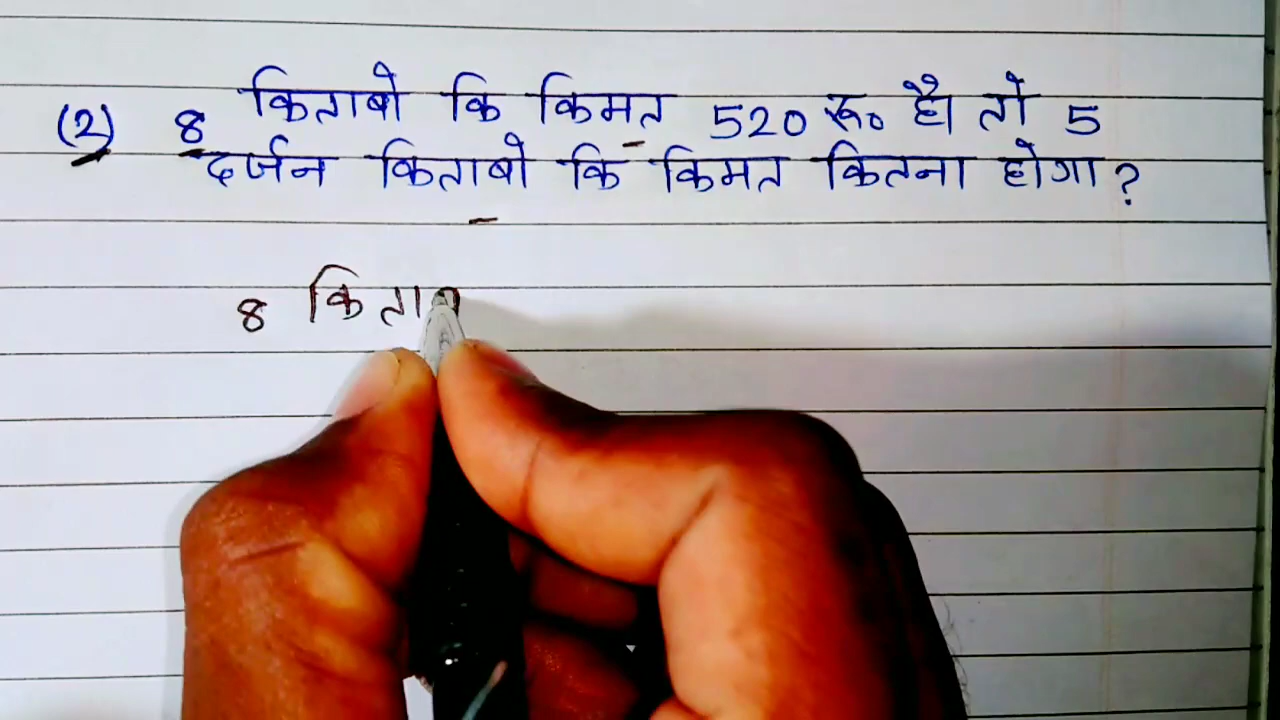 (2) 8 किताबो कि किमत 520 रू० है। तो 5
दर्जन किताबो कि किमत कितना होगा?
8 किताब